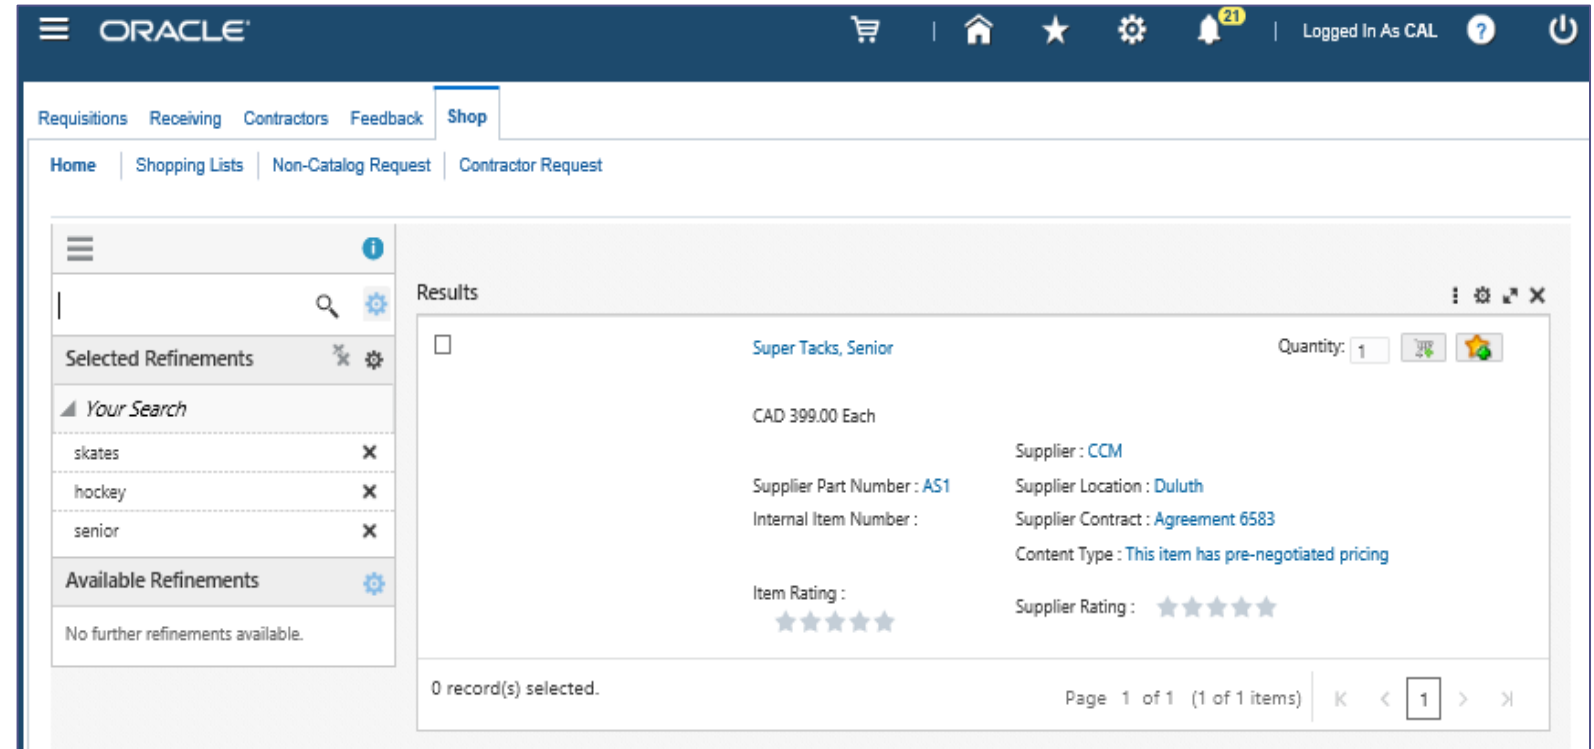 ORACLE
21
Logged In As CAL
?
Requisitions Receiving Contractors Feedback Shop
Home Shopping Lists Non-Catalog Request Contractor Request
i
Selected Refinements
Your Search
skates
hockey
senior
Available Refinements
No further refinements available.
Results
Super Tacks, Senior
Quantity: 1
CAD 399.00 Each
Supplier : CCM
Supplier Part Number : AS1
Supplier Location : Duluth
Internal Item Number :
Supplier Contract : Agreement 6583
Content Type : This item has pre-negotiated pricing
Item Rating :
Supplier Rating :
0 record(s) selected.
Page 1 of 1 (1 of 1 items) 1